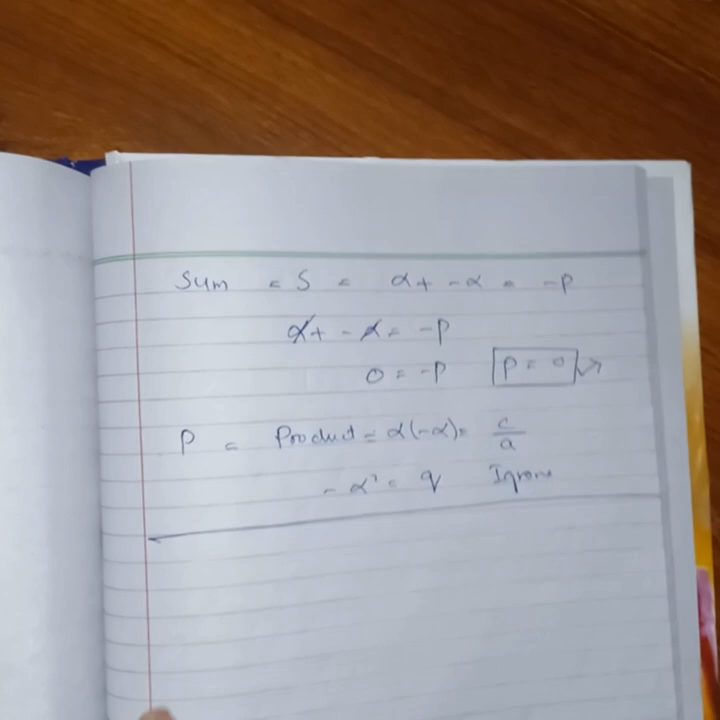 Sum = S = α + -α = -P
α + - α = -P
0 = -P P = 0
P = Product = α(-α) = c/a
- α² = q Ignore